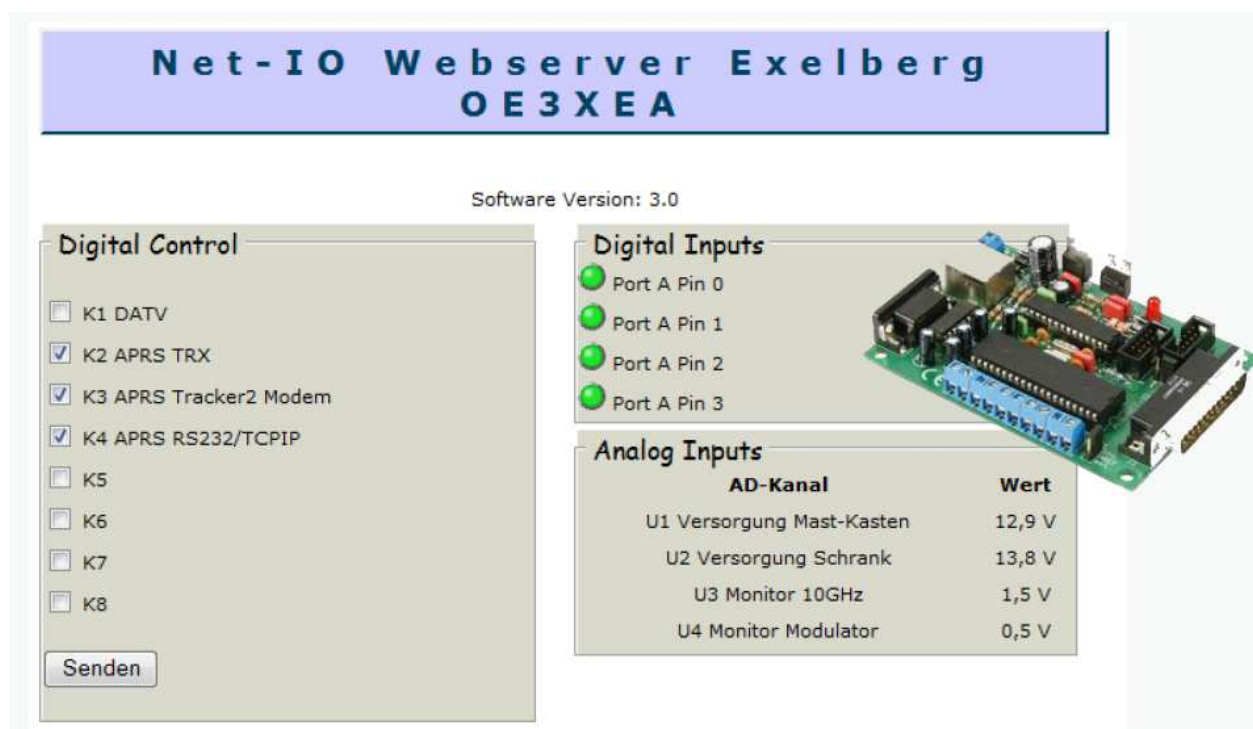 Net-IO Webserver Exelberg
OE3XEA
Software Version: 3.0
Digital Control
K1 DATV
K2 APRS TRX
K3 APRS Tracker2 Modem
K4 APRS RS232/TCPIP
K5
K6
K7
K8
Senden
Digital Inputs
Port A Pin 0
Port A Pin 1
Port A Pin 2
Port A Pin 3
Analog Inputs
AD-Kanal Wert
U1 Versorgung Mast-Kasten 12,9 V
U2 Versorgung Schrank 13,8 V
U3 Monitor 10GHz 1,5 V
U4 Monitor Modulator 0,5 V